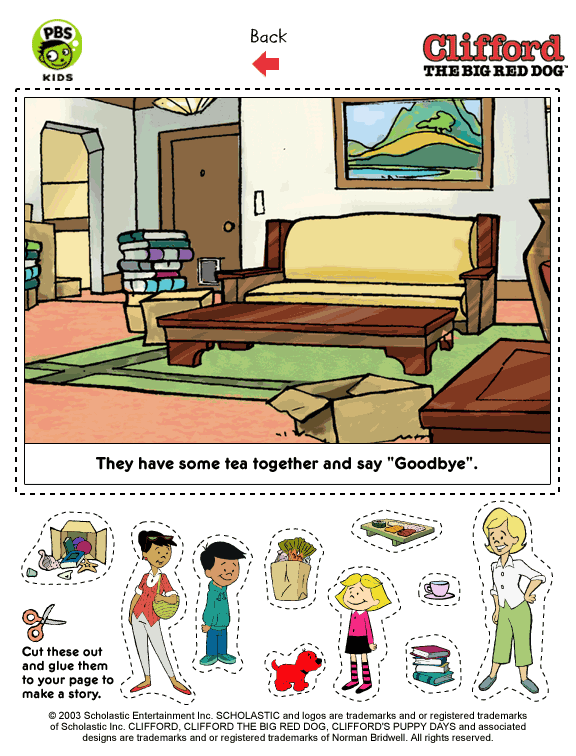 PBS
KIDS
Back
Clifford
THE BIG RED DOG™
They have some tea together and say "Goodbye".
Cut these out
and glue them
to your page to
make a story.
© 2003 Scholastic Entertainment Inc. SCHOLASTIC and logos are trademarks and or registered trademarks
of Scholastic Inc. CLIFFORD, CLIFFORD THE BIG RED DOG, CLIFFORD'S PUPPY DAYS and associated
designs are trademarks and or registered trademarks of Norman Bridwell. All rights reserved.